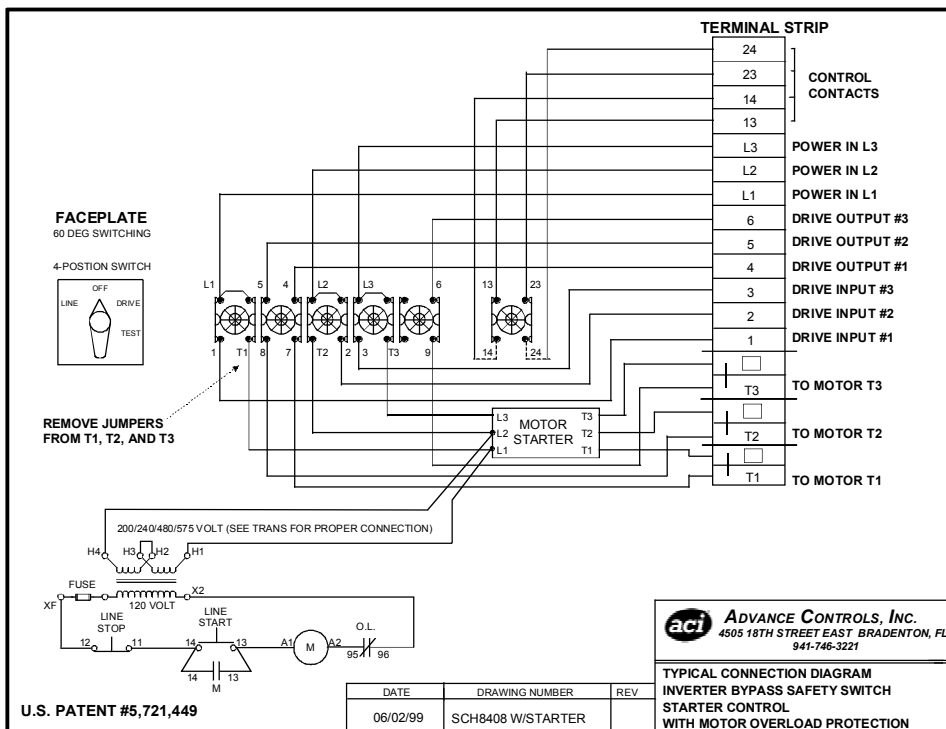 TERMINAL STRIP
24
23
14
13
CONTROL
CONTACTS
L3 POWER IN L3
L2 POWER IN L2
L1 POWER IN L1
6 DRIVE OUTPUT #3
5 DRIVE OUTPUT #2
4 DRIVE OUTPUT #1
3 DRIVE INPUT #3
2 DRIVE INPUT #2
1 DRIVE INPUT #1
T3 TO MOTOR T3
T2 TO MOTOR T2
T1 TO MOTOR T1
FACEPLATE
60 DEG SWITCHING
4-POSTION SWITCH
OFF
LINE DRIVE
TEST
L1 5 4 L2 L3 6 13 23
1 T1 8 7 T2 2 3 T3 9 14 24
REMOVE JUMPERS
FROM T1, T2, AND T3
L3 T3
L2 T2
L1 T1
MOTOR
STARTER
200/240/480/575 VOLT (SEE TRANS FOR PROPER CONNECTION)
H4 H3 H2 H1
FUSE
XF 120 VOLT X2
LINE
STOP
12 11
LINE
START
14 13
14 M 13
A1 M A2
O.L.
95 96
U.S. PATENT #5,721,449
DATE DRAWING NUMBER REV
06/02/99 SCH8408 W/STARTER
aci ADVANCE CONTROLS, INC.
4505 18TH STREET EAST BRADENTON, FL
941-746-3221
TYPICAL CONNECTION DIAGRAM
INVERTER BYPASS SAFETY SWITCH
STARTER CONTROL
WITH MOTOR OVERLOAD PROTECTION